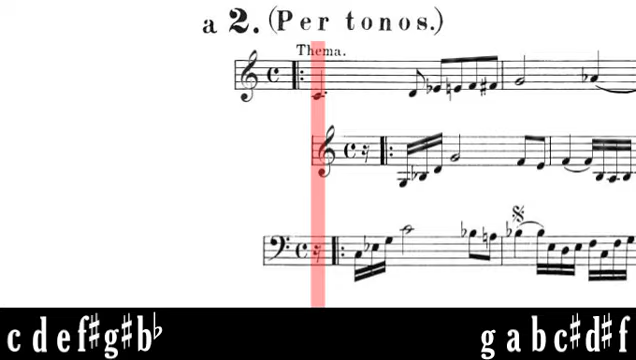 a 2. (Per tonos.)
Thema.
c d e f♯ g♯ b♭ g a b c♯ d♯ f